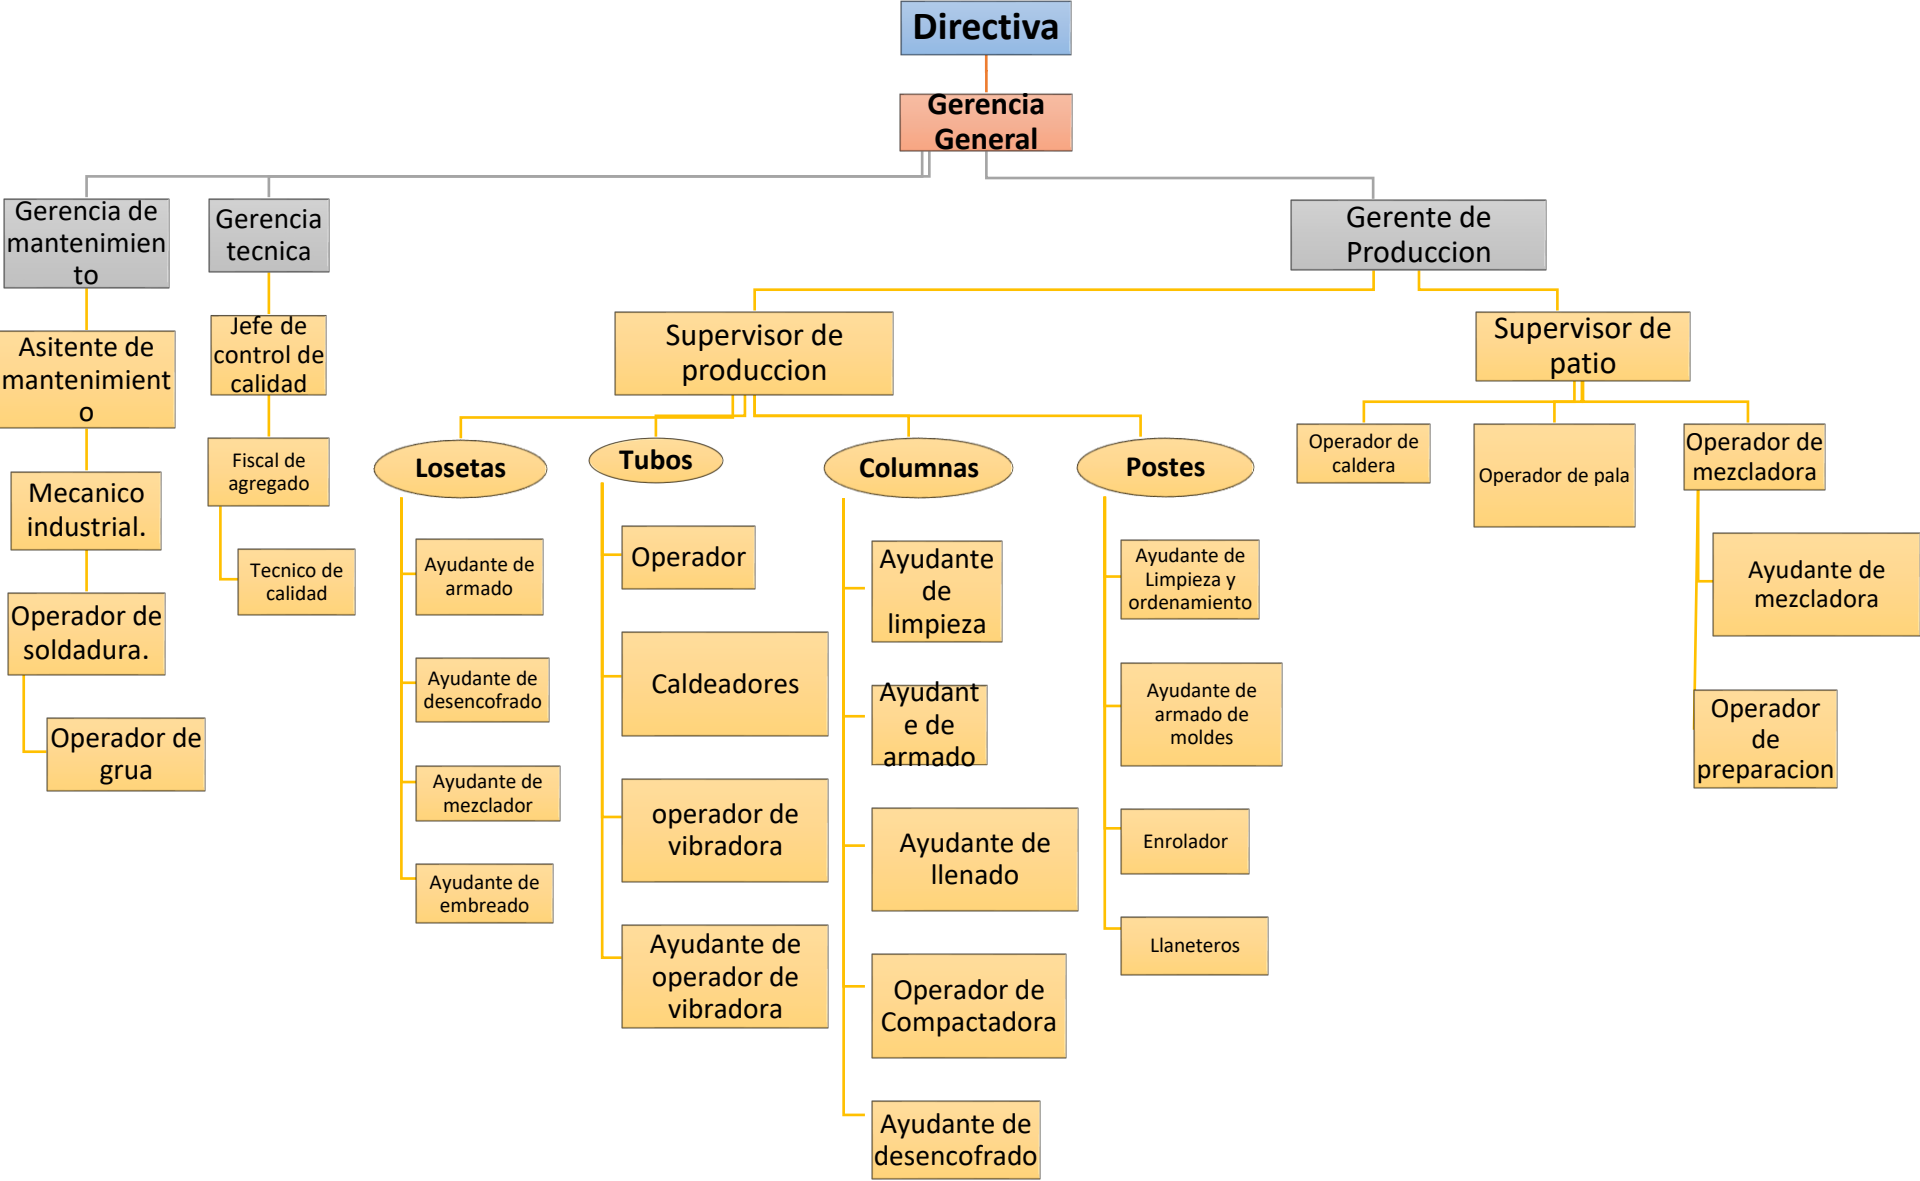 Directiva
Gerencia
General
Gerencia de
mantenimien
to
Gerencia
tecnica
Gerente de
Produccion
Asitente de
mantenimient
o
Jefe de
control de
calidad
Supervisor de
produccion
Supervisor de
patio
Mecanico
industrial.
Fiscal de
agregado
Losetas
Tubos
Columnas
Postes
Operador de
caldera
Operador de pala
Operador de
mezcladora
Operador de
soldadura.
Tecnico de
calidad
Operador de
grua
Ayudante de
armado
Ayudante de
desencofrado
Ayudante de
mezclador
Ayudante de
embreado
Operador
Caldeadores
operador de
vibradora
Ayudante de
operador de
vibradora
Ayudante
de
limpieza
Ayudant
e de
armado
Ayudante de
llenado
Operador de
Compactadora
Ayudante de
desencofrado
Ayudante de
Limpieza y
ordenamiento
Ayudante de
armado de
moldes
Enrolador
Llaneteros
Ayudante de
mezcladora
Operador
de
preparacion